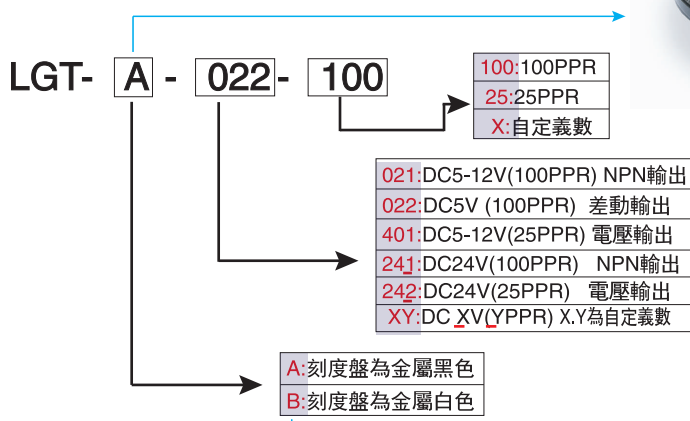 LGT- A - 022- 100
100:100PPR
25:25PPR
X:自定義數
021:DC5-12V(100PPR) NPN輸出
022:DC5V (100PPR) 差動輸出
401:DC5-12V(25PPR) 電壓輸出
241:DC24V(100PPR) NPN輸出
242:DC24V(25PPR) 電壓輸出
XY:DC XV(YPPR) X.Y為自定義數
A:刻度盤為金屬黑色
B:刻度盤為金屬白色